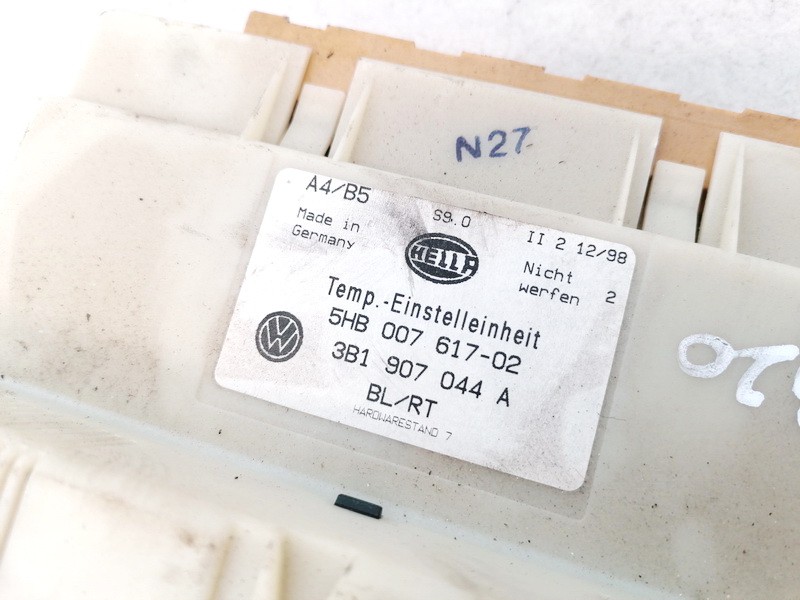 N27
A4/B5
S9.0
II 2 12/98
Made in
Germany
HELLA
Nicht
werfen 2
Temp.-Einstelleinheit
5HB 007 617-02
VW
3B1 907 044 A
BL/RT
HARDWARESTAND 7